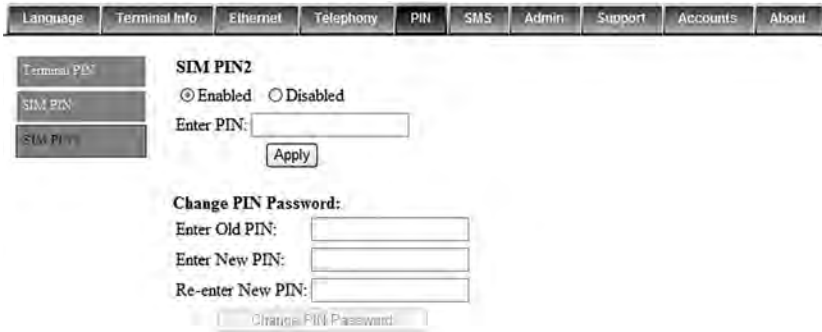 Language Terminal Info Ethernet Telephony PIN SMS Admin Support Accounts About
Terminal PIN
SIM PIN
SIM PIN2
SIM PIN2
Enabled Disabled
Enter PIN:
Apply
Change PIN Password:
Enter Old PIN:
Enter New PIN:
Re-enter New PIN:
Change PIN Password